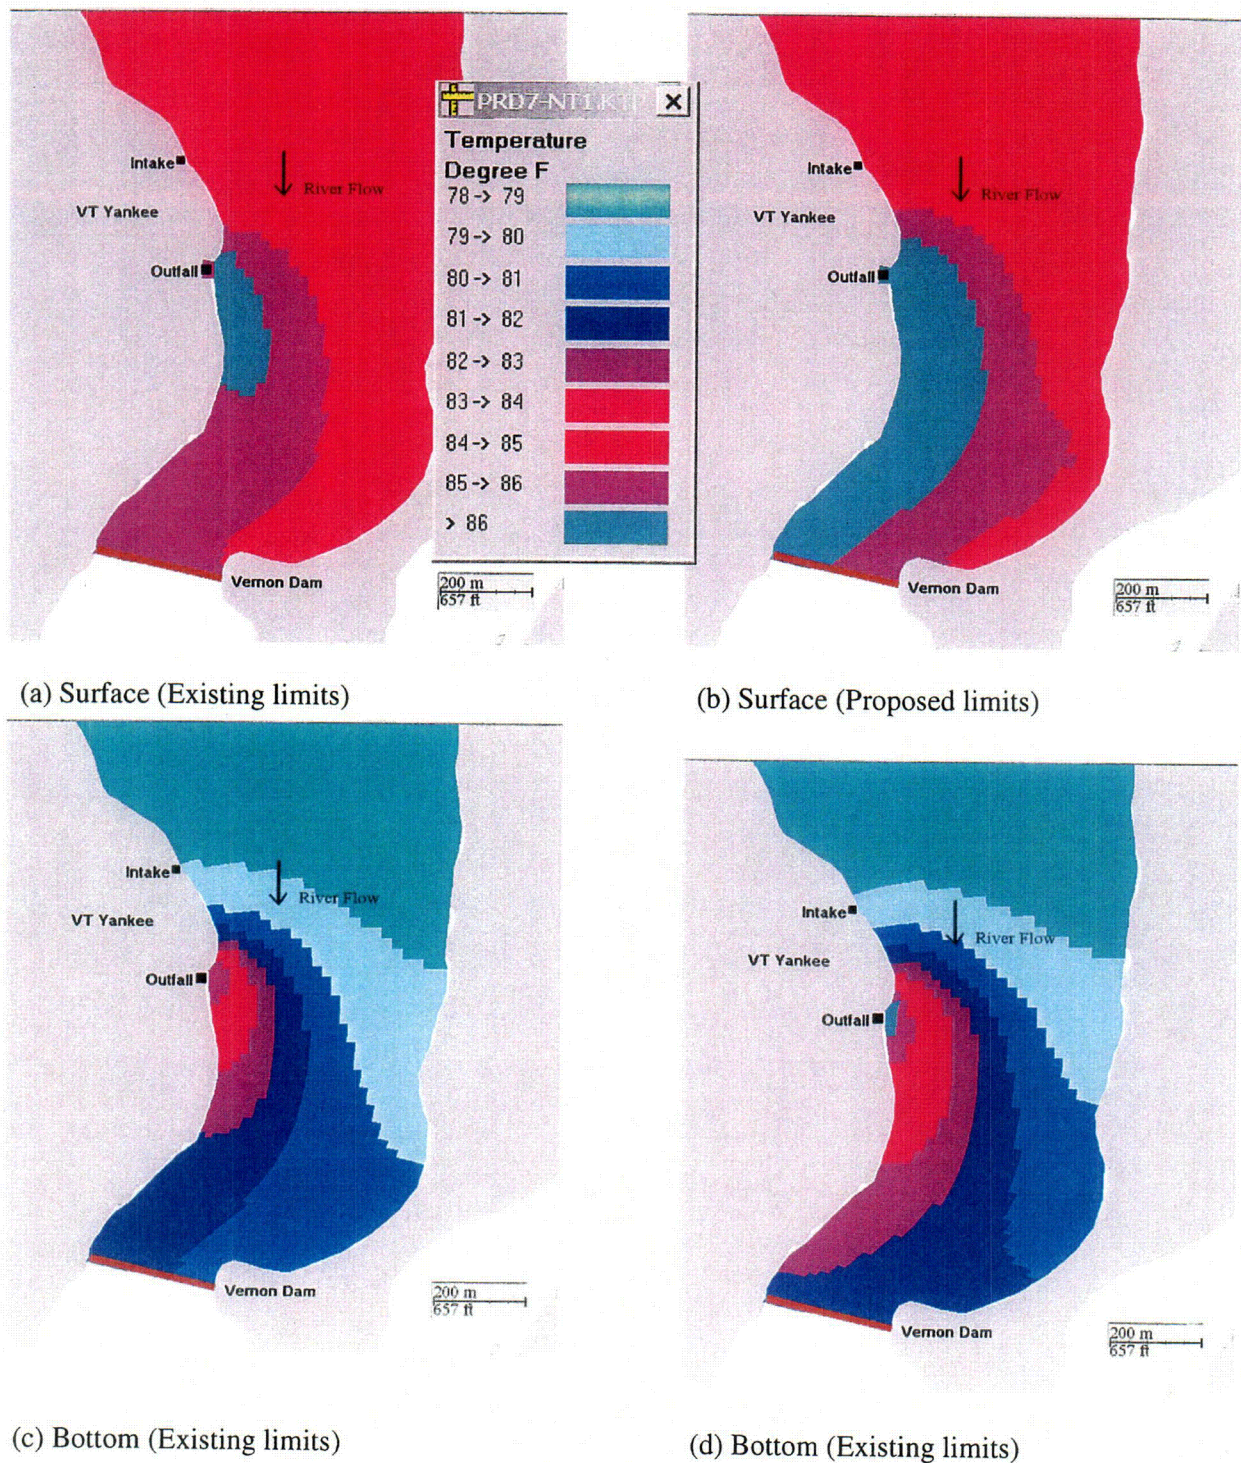 Intake
River Flow
VT Yankee
Outfall
Vernon Dam
200 m
657 ft
PRD7-NT1.KTP
Temperature
Degree F
78 -> 79
79 -> 80
80 -> 81
81 -> 82
82 -> 83
83 -> 84
84 -> 85
85 -> 86
> 86
Intake
River Flow
VT Yankee
Outfall
Vernon Dam
200 m
657 ft
(a) Surface (Existing limits)
(b) Surface (Proposed limits)
Intake
River Flow
VT Yankee
Outfall
Vernon Dam
200 m
657 ft
Intake
River Flow
VT Yankee
Outfall
Vernon Dam
200 m
657 ft
(c) Bottom (Existing limits)
(d) Bottom (Existing limits)